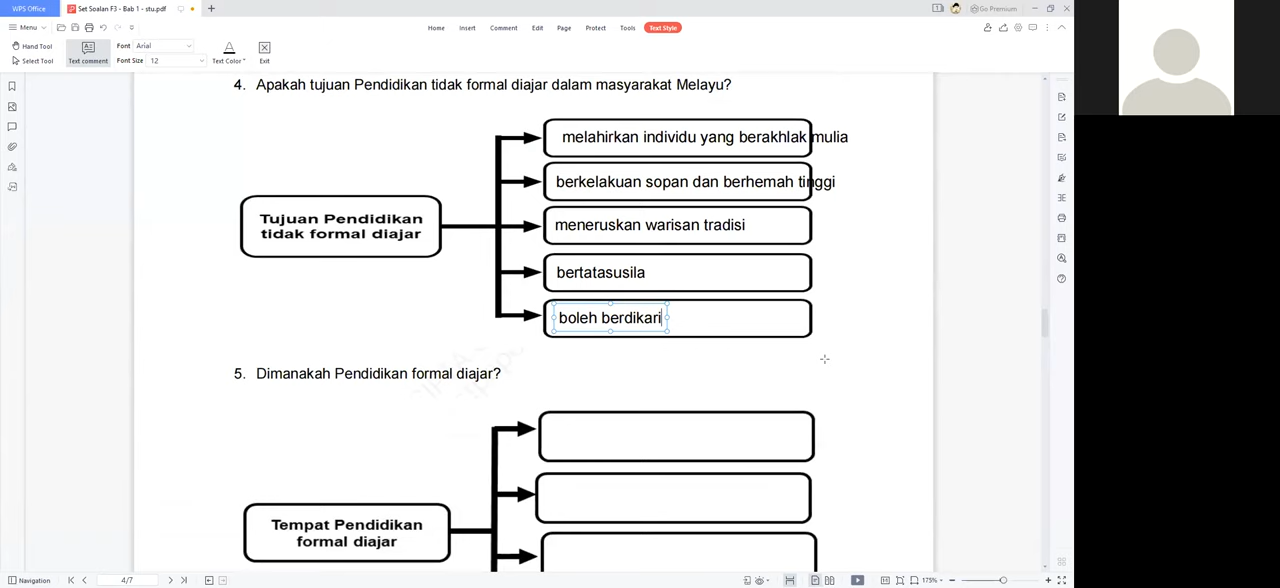 WPS Office
Set Soalan F3 - Bab 1 - stu.pdf
Go Premium
Menu
Home
Insert
Comment
Edit
Page
Protect
Tools
Text Style
Hand Tool
Select Tool
Text comment
Font Arial
Font Size 12
Text Color
Exit
4. Apakah tujuan Pendidikan tidak formal diajar dalam masyarakat Melayu?
melahirkan individu yang berakhlak mulia
berkelakuan sopan dan berhemah tinggi
Tujuan Pendidikan
tidak formal diajar
meneruskan warisan tradisi
bertatasusila
boleh berdikari
5. Dimanakah Pendidikan formal diajar?
Tempat Pendidikan
formal diajar
Navigation
4/7
175%